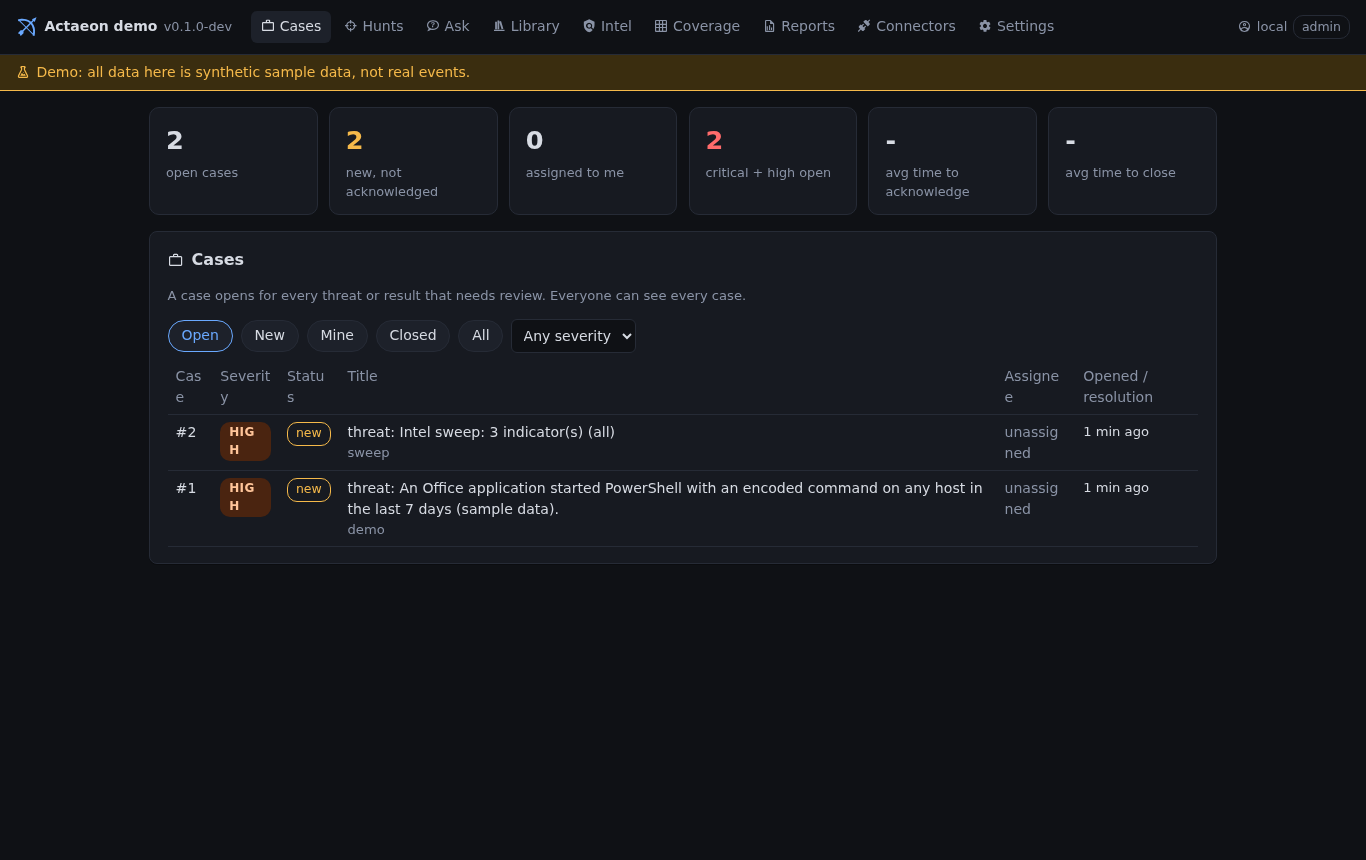 Actaeon demo v0.1.0-dev Cases Hunts Ask Library Intel Coverage Reports Connectors Settings local admin
Demo: all data here is synthetic sample data, not real events.
2 2 0 2 - -
open cases new, not assigned to me critical + high open avg time to avg time to close
acknowledged acknowledge
Cases
A case opens for every threat or result that needs review. Everyone can see every case.
Open New Mine Closed All Any severity
Cas Severit Statu Title Assigne Opened /
e y s e resolution
#2 HIG new threat: Intel sweep: 3 indicator(s) (all) unassig 1 min ago
H sweep ned
#1 HIG new threat: An Office application started PowerShell with an encoded command on any host in unassig 1 min ago
H the last 7 days (sample data). ned
demo